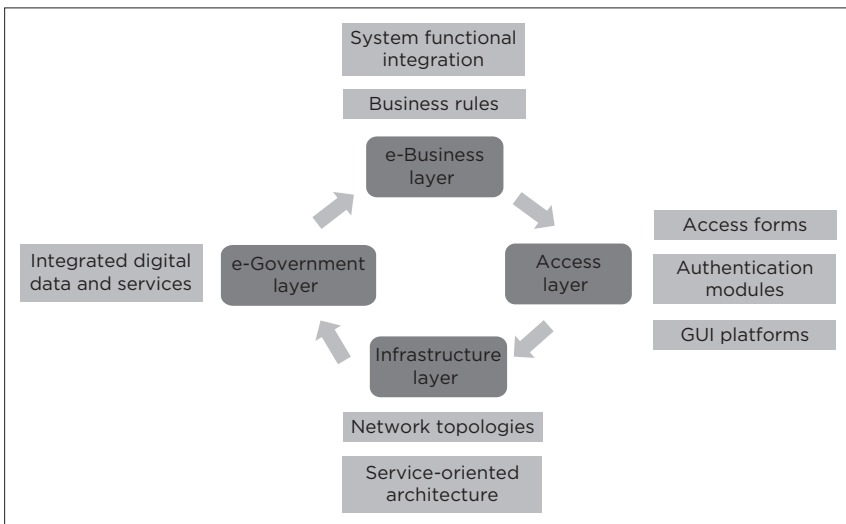 System functional
integration
Business rules
e-Business
layer
Access forms
Integrated digital
data and services
e-Government
layer
Access
layer
Authentication
modules
GUI platforms
Infrastructure
layer
Network topologies
Service-oriented
architecture